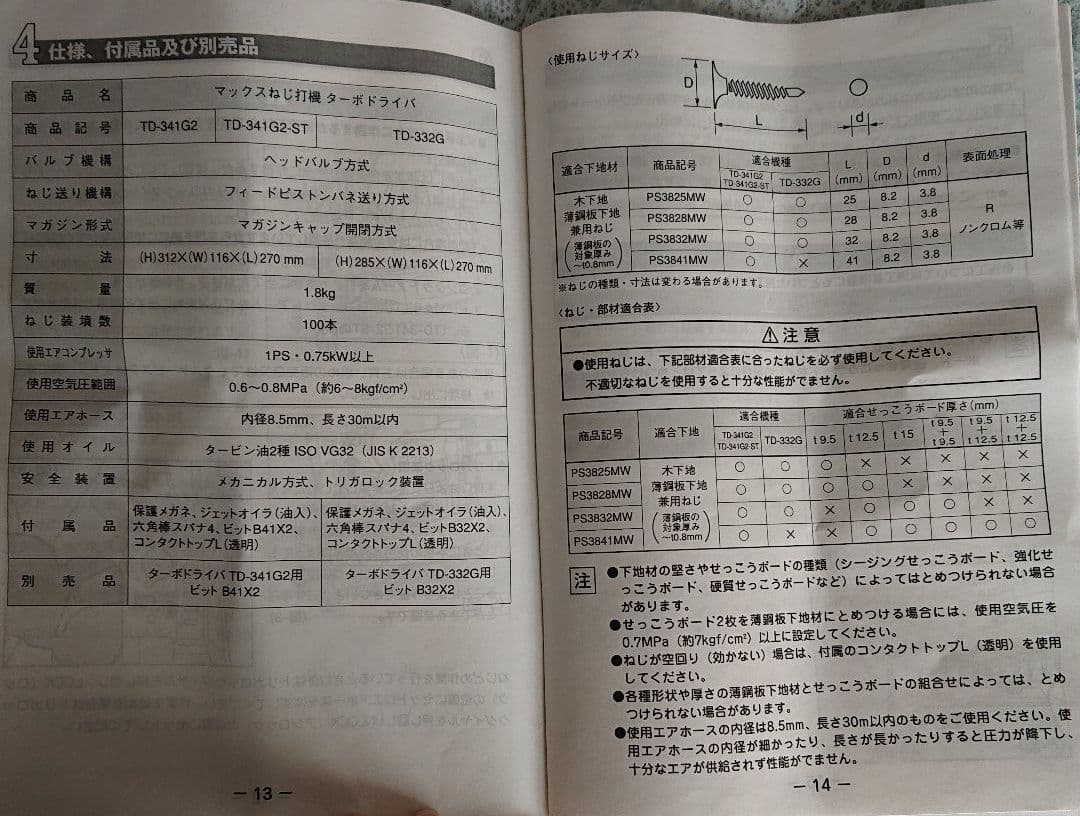 4 仕様、付属品及び別売品
商品名 マックスねじ打機 ターボドライバ
商品記号 TD-341G2 TD-341G2-ST TD-332G
バルブ機構 ヘッドバルブ方式
ねじ送り機構 フィードピストンバネ送り方式
マガジン形式 マガジンキャップ開閉方式
寸法 (H)312×(W)116×(L)270 mm (H)285×(W)116×(L)270 mm
質量 1.8kg
ねじ装填数 100本
使用エアコンプレッサ 1PS・0.75kW以上
使用空気圧範囲 0.6〜0.8MPa（約6〜8kgf/cm²）
使用エアホース 内径8.5mm、長さ30m以内
使用オイル タービン油2種 ISO VG32（JIS K 2213）
安全装置 メカニカル方式、トリガロック装置
付属品
保護メガネ、ジェットオイラ(油入)、
六角棒スパナ4、ビットB41X2、
コンタクトトップL(透明)
保護メガネ、ジェットオイラ(油入)、
六角棒スパナ4、ビットB32X2、
コンタクトトップL(透明)
別売品
ターボドライバ TD-341G2用
ビット B41X2
ターボドライバ TD-332G用
ビット B32X2
− 13 −
〈使用ねじサイズ〉
D
L
d
適合下地材 商品記号 適合機種 L (mm) D (mm) d (mm) 表面処理
TD-341G2 TD-341G2-ST TD-332G
木下地
薄鋼板下地
兼用ねじ
(薄鋼板の
対象厚み
〜t0.8mm)
PS3825MW ○ ○ 25 8.2 3.8
PS3828MW ○ ○ 28 8.2 3.8
PS3832MW ○ ○ 32 8.2 3.8
PS3841MW ○ × 41 8.2 3.8
R
ノンクロム等
※ねじの種類・寸法は変わる場合があります。
〈ねじ・部材適合表〉
⚠注意
●使用ねじは、下記部材適合表に合ったねじを必ず使用してください。
不適切なねじを使用すると十分な性能がでません。
商品記号 適合下地 適合機種 適合せっこうボード厚さ(mm)
TD-341G2 TD-341G2-ST TD-332G t 9.5 t 12.5 t 15 t 9.5+t 9.5 t 9.5+t 12.5 t 12.5+t 12.5
木下地
薄鋼板下地
兼用ねじ
(薄鋼板の
対象厚み
〜t0.8mm)
PS3825MW ○ ○ ○ × × × × ×
PS3828MW ○ ○ ○ ○ × × × ×
PS3832MW ○ ○ × ○ ○ ○ × ×
PS3841MW ○ × × ○ ○ ○ ○ ○
注
●下地材の堅さやせっこうボードの種類（シージングせっこうボード、強化せ
っこうボード、硬質せっこうボードなど）によってはとめつけられない場合
があります。
●せっこうボード2枚を薄鋼板下地材にとめつける場合には、使用空気圧を
0.7MPa（約7kgf/cm²）以上に設定してください。
●ねじが空回り（効かない）場合は、付属のコンタクトトップL（透明）を使用
してください。
●各種形状や厚さの薄鋼板下地材とせっこうボードの組合せによっては、とめ
つけられない場合があります。
●使用エアホースの内径は8.5mm、長さ30m以内のものをご使用ください。使
用エアホースの内径が細かったり、長さが長かったりすると圧力が降下し、
十分なエアが供給されず性能がでません。
− 14 −